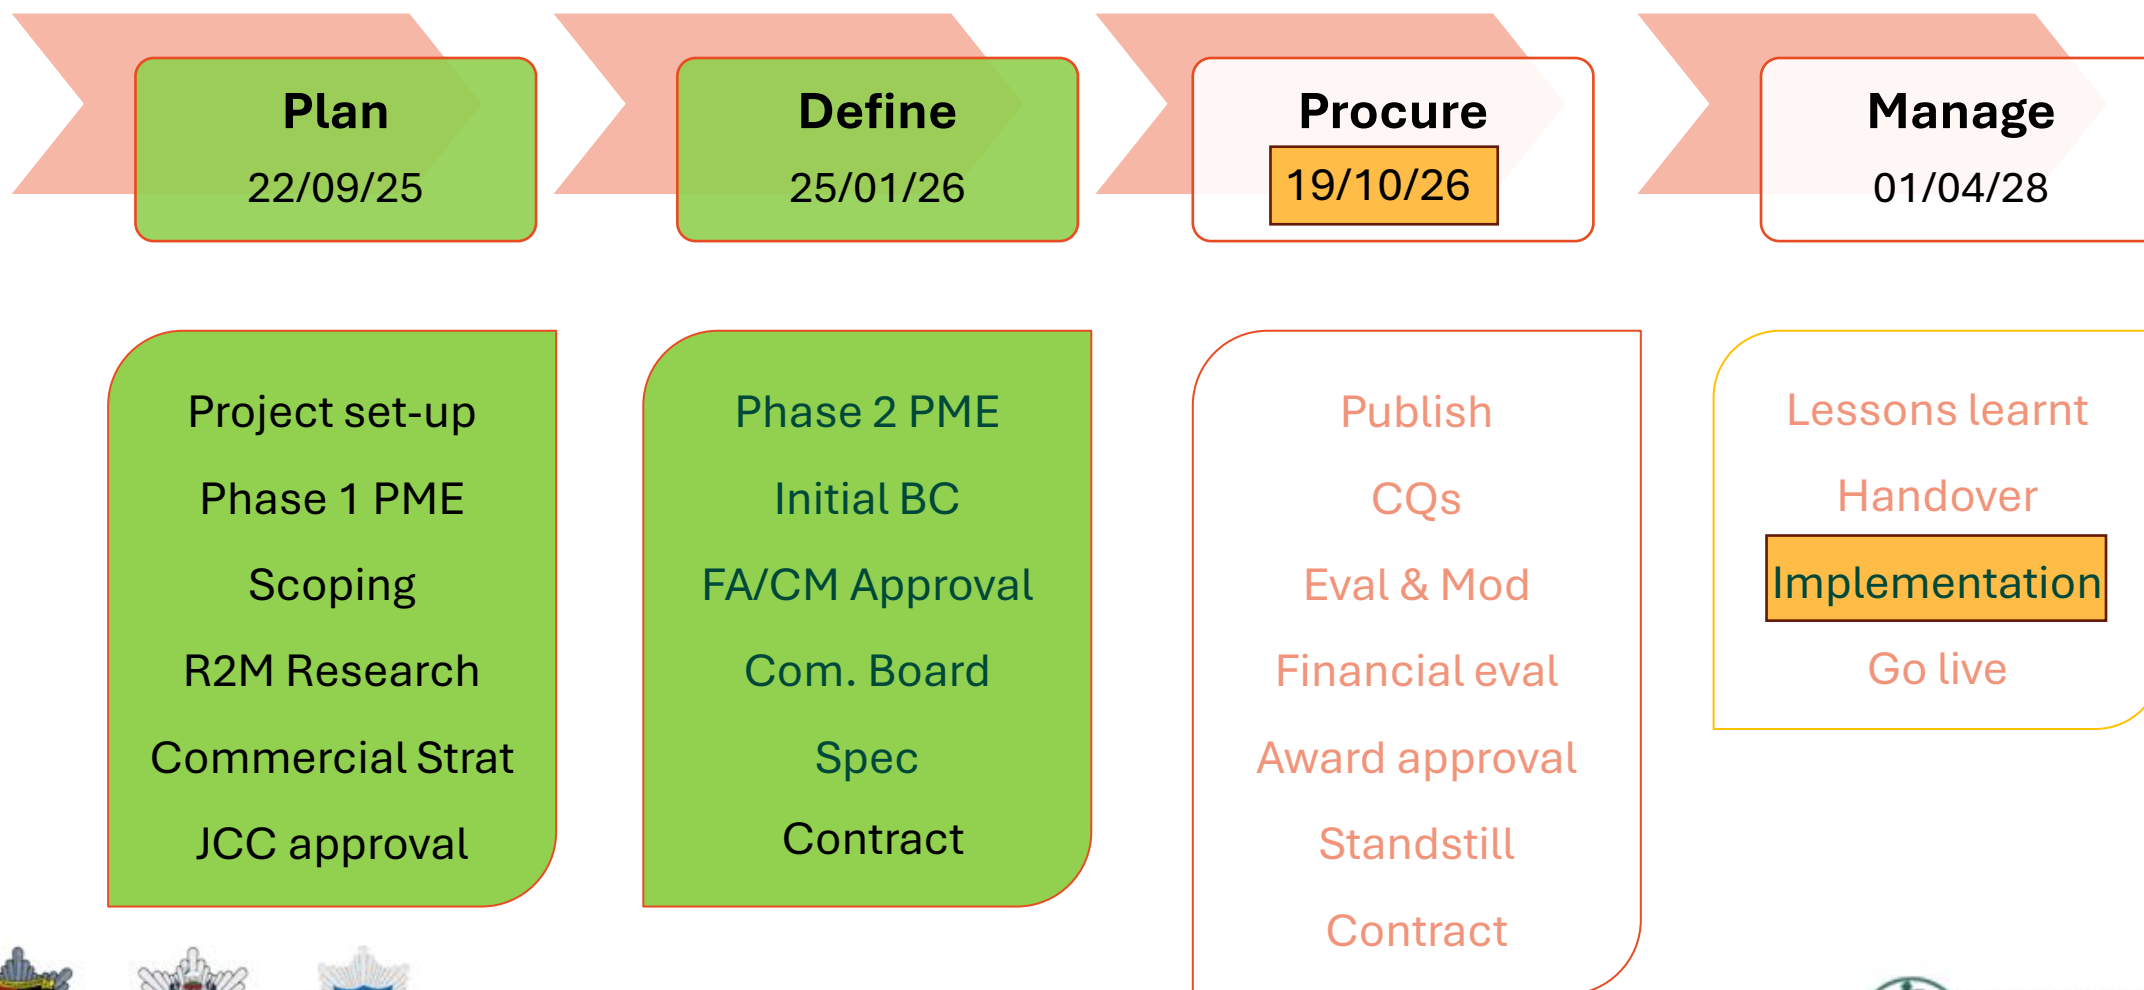 Plan
22/09/25
Define
25/01/26
Procure
19/10/26
Manage
01/04/28
Project set-up
Phase 1 PME
Scoping
R2M Research
Commercial Strat
JCC approval
Phase 2 PME
Initial BC
FA/CM Approval
Com. Board
Spec
Contract
Publish
CQs
Eval & Mod
Financial eval
Award approval
Standstill
Contract
Lessons learnt
Handover
Implementation
Go live